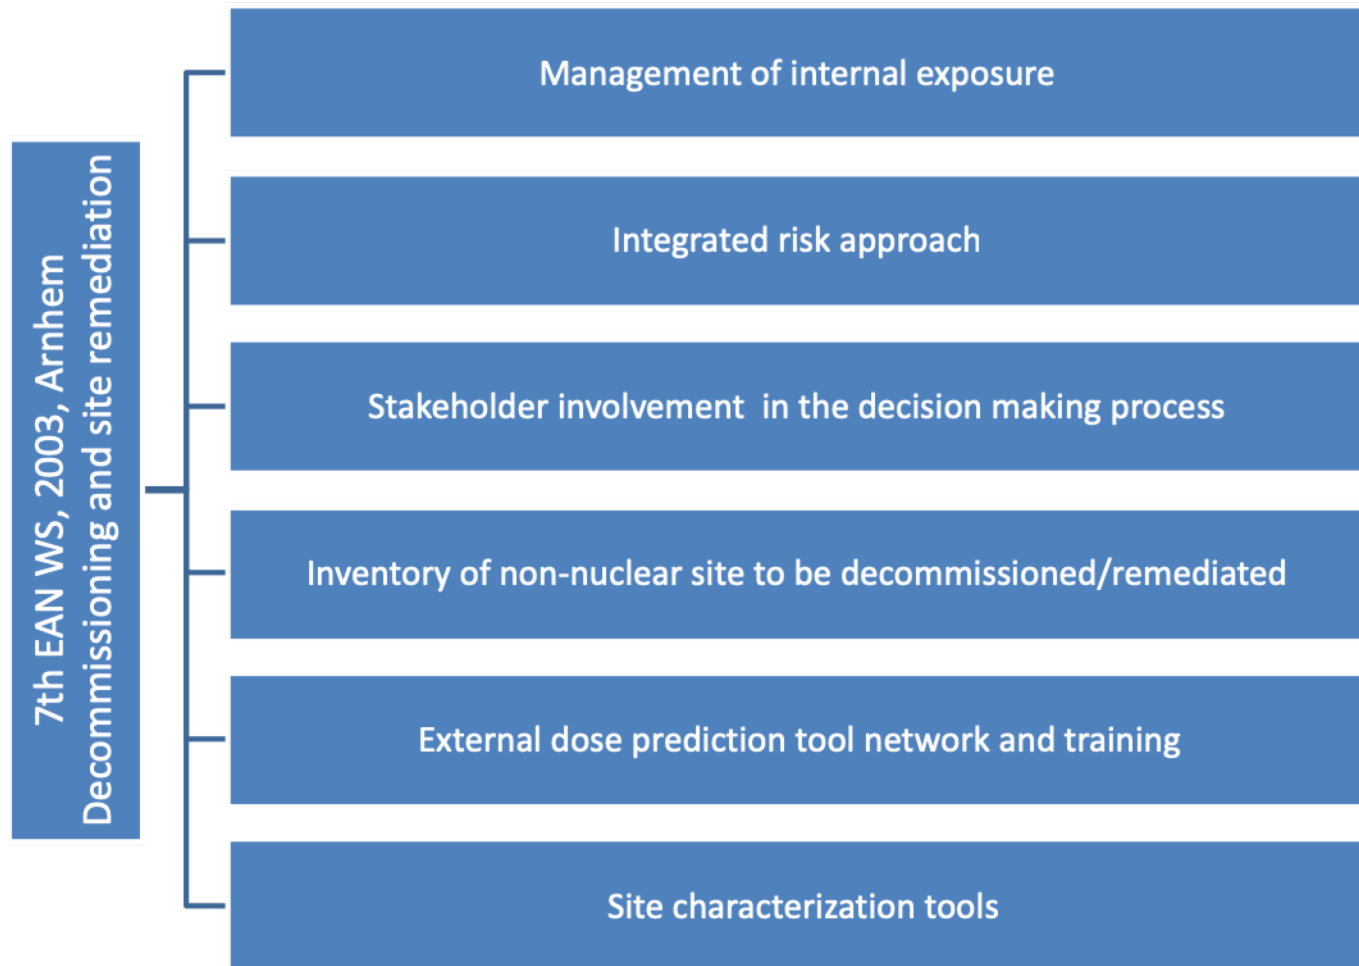 7th EAN WS, 2003, Arnhem
Decommissioning and site remediation
Management of internal exposure
Integrated risk approach
Stakeholder involvement  in the decision making process
Inventory of non-nuclear site to be decommissioned/remediated
External dose prediction tool network and training
Site characterization tools